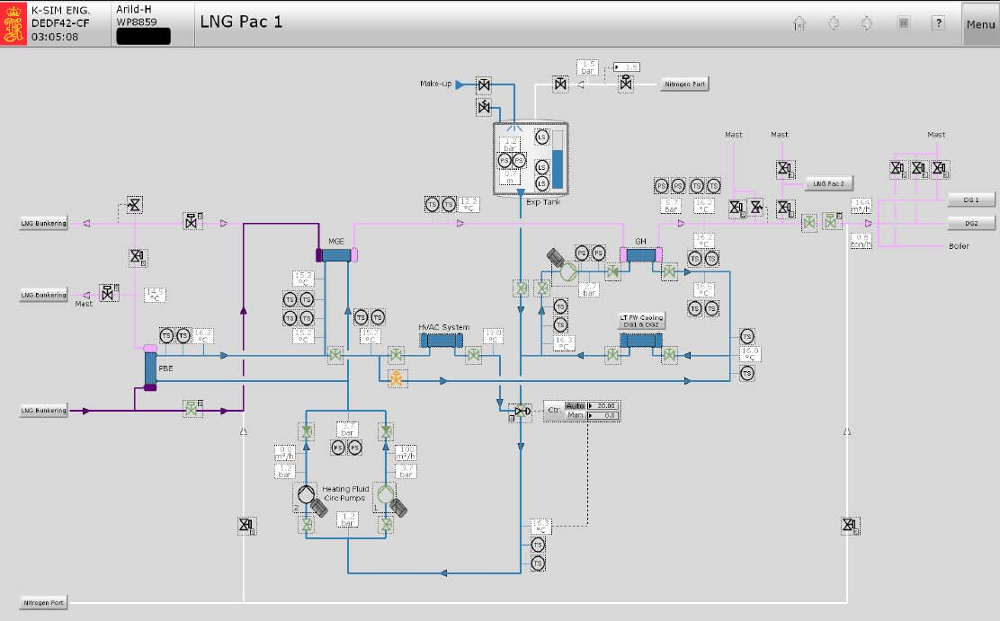 K-SIM ENG.
DEDF42-CF
03:05:08
Arild-H
WP8859
LNG Pac 1
?
Menu
Make-up
1.5
bar
1.5
Nitrogen Port
1.2
bar
PS PS
0.7
m
LS
LS
LS
Exp Tank
Mast
Mast
Mast
LNG Pac 2
DG 1
DG2
Boiler
164
m³/h
0.8
ton/h
PS PS TS TS
5.7
bar
16.2
°C
TS TS 12.2
°C
LNG Bunkering
LNG Bunkering
Mast
14.5
°C
MGE
GH
16.2
°C
TS TS
16.5
°C
TS TS
PS PS
2.7
bar
TS
TS
16.3
°C
15.2
°C
TS TS
TS TS
15.2
°C
TS TS
15.7
°C
TS TS 16.2
°C
PBE
HVAC System
19.8
°C
LT FW Cooling
DG1 & DG2
TS
16.0
°C
TS
LNG Bunkering
Ctr. Auto 20.00
Man 0.0
3.7
bar
PS PS
0.0
m³/h
1.2
bar
100
m³/h
3.7
bar
Heating Fluid
Circ Pumps
2
1
1.2
bar
16.3
°C
TS
TS
Nitrogen Port